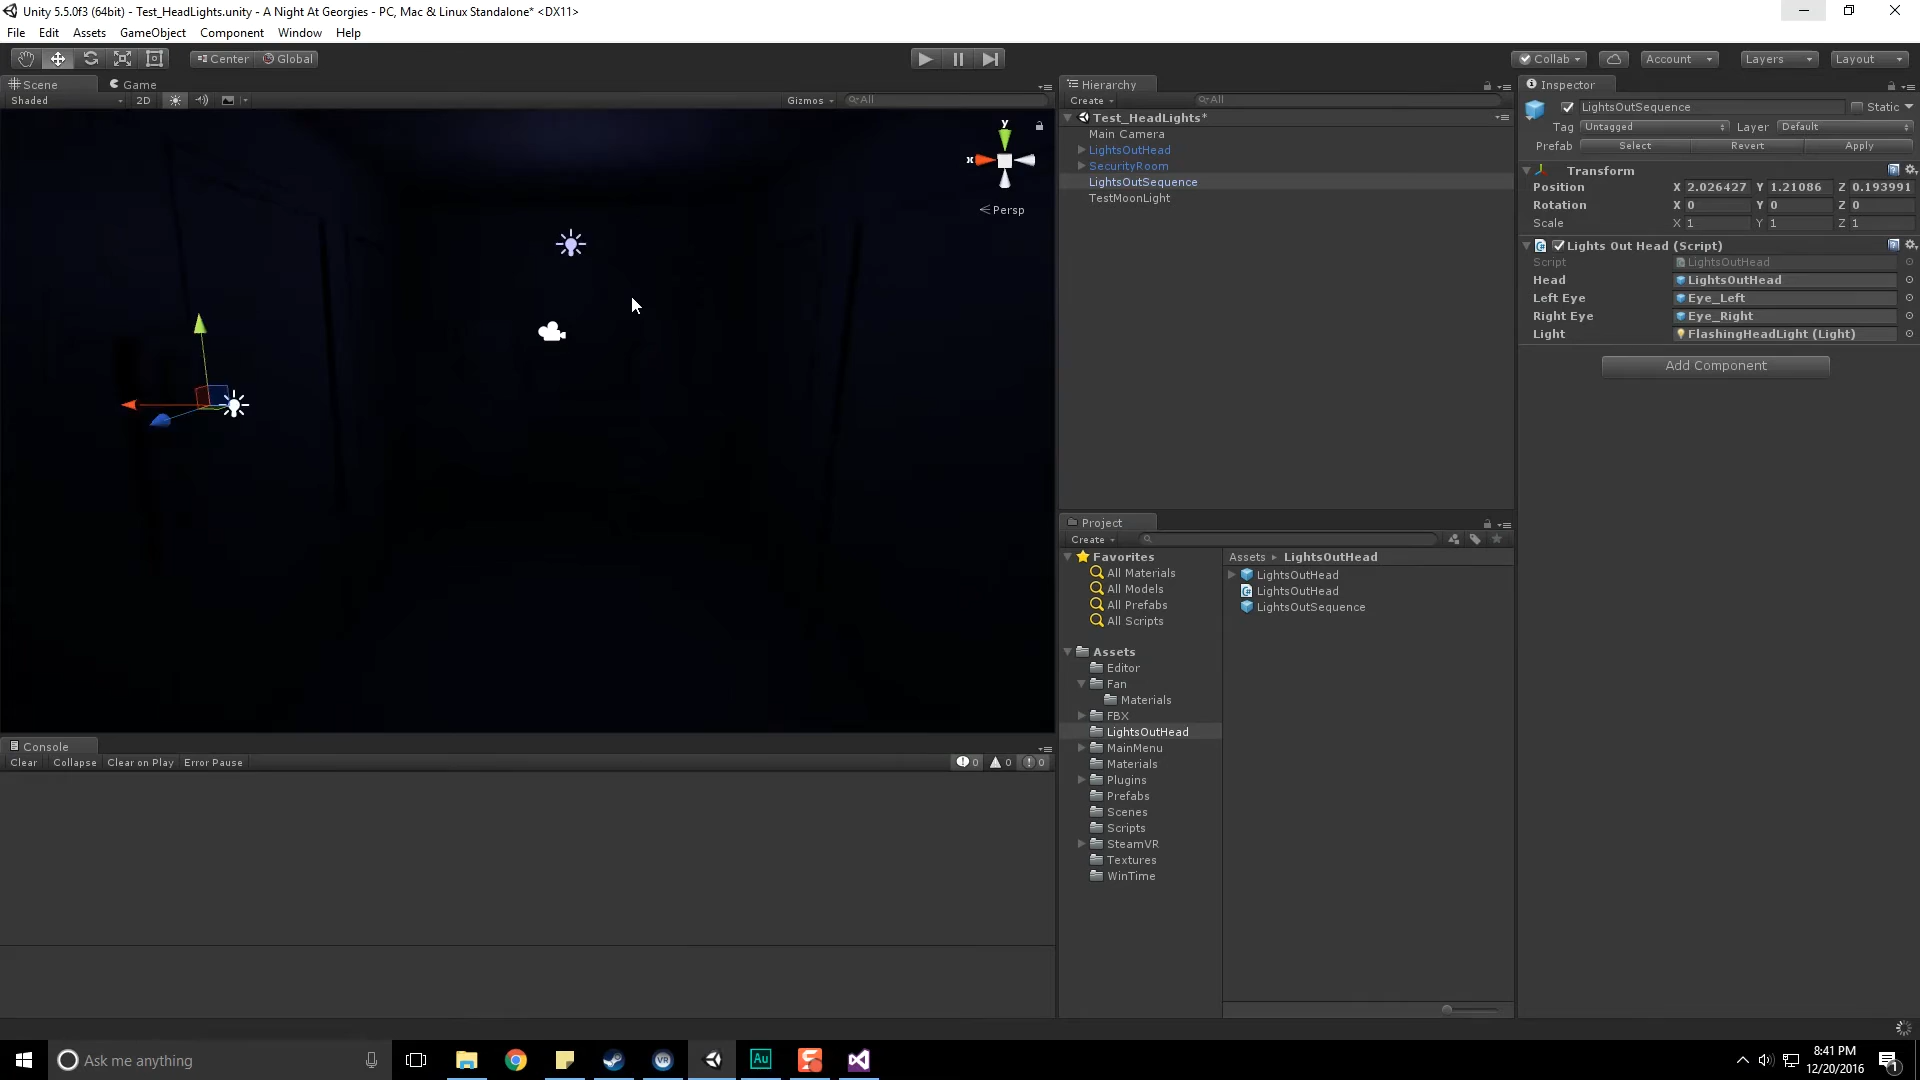 Unity 5.5.0f3 (64bit) - Test_HeadLights.unity - A Night At Georgies - PC, Mac & Linux Standalone* <DX11>
File Edit Assets GameObject Component Window Help
Center Global Collab Account Layers Layout
Scene Game
Shaded 2D Gizmos All
y
x
Persp
Hierarchy
Create All
Test_HeadLights*
Main Camera
LightsOutHead
SecurityRoom
LightsOutSequence
TestMoonLight
Inspector
LightsOutSequence Static
Tag Untagged Layer Default
Prefab Select Revert Apply
Transform
Position X 2.026427 Y 1.21086 Z 0.193991
Rotation X 0 Y 0 Z 0
Scale X 1 Y 1 Z 1
Lights Out Head (Script)
Script LightsOutHead
Head LightsOutHead
Left Eye Eye_Left
Right Eye Eye_Right
Light FlashingHeadLight (Light)
Add Component
Project
Create
Favorites
All Materials
All Models
All Prefabs
All Scripts
Assets
Editor
Fan
Materials
FBX
LightsOutHead
MainMenu
Materials
Plugins
Prefabs
Scenes
Scripts
SteamVR
Textures
WinTime
Assets LightsOutHead
LightsOutHead
LightsOutHead
LightsOutSequence
Console
Clear Collapse Clear on Play Error Pause 0 0 0
Ask me anything
VR
Au
8:41 PM
12/20/2016
1